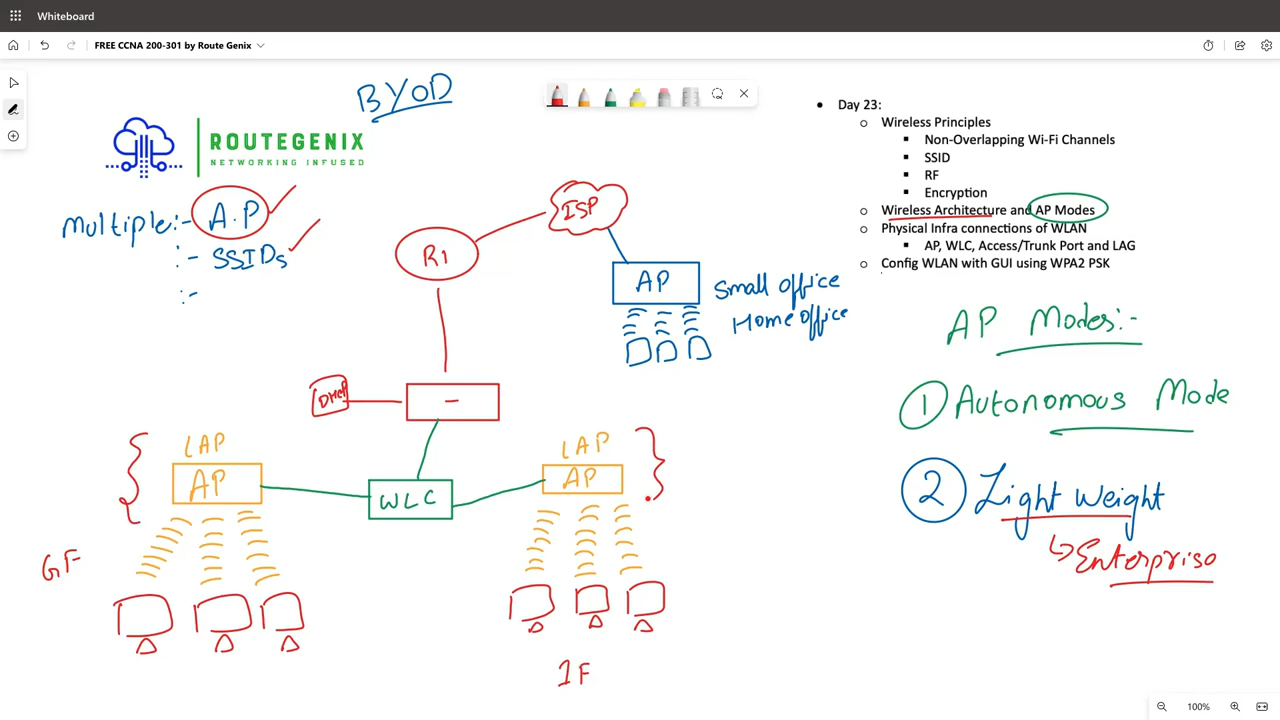 Whiteboard
FREE CCNA 200-301 by Route Genix
BYOD
ROUTEGENIX
NETWORKING INFUSED
Multiple:- A.P
:- SSIDs
:-
ISP
R1
AP
Small office
Home office
DHCP
-
LAP
AP
WLC
LAP
AP
GF
1F
Day 23:
Wireless Principles
Non-Overlapping Wi-Fi Channels
SSID
RF
Encryption
Wireless Architecture and AP Modes
Physical Infra connections of WLAN
AP, WLC, Access/Trunk Port and LAG
Config WLAN with GUI using WPA2 PSK
AP Modes:-
1 Autonomous Mode
2 Light Weight
Enterprise
100%